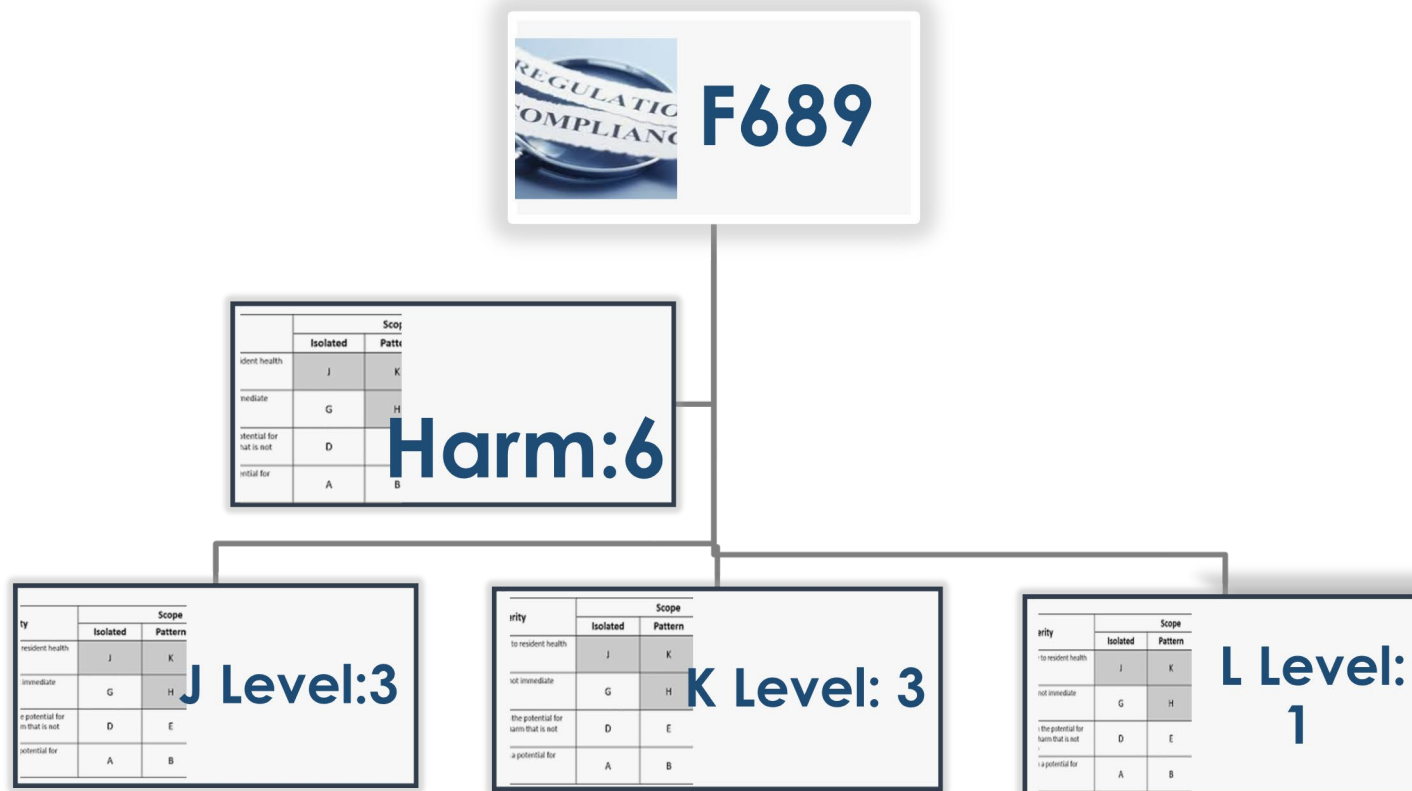 REGULATIO
OMPLIANC
F689
Scop
Isolated Patte
ident health
J K
mediate
G H
otential for
hat is not
D
ential for
A B
Harm:6
ty Scope
Isolated Pattern
resident health
J K
immediate
G H
e potential for
m that is not
D E
potential for
A B
J Level:3
erity Scope
Isolated Pattern
to resident health
J K
not immediate
G H
the potential for
harm that is not
D E
a potential for
A B
K Level: 3
erity Scope
Isolated Pattern
to resident health
J K
not immediate
G H
the potential for
harm that is not
D E
a potential for
A B
L Level:
1